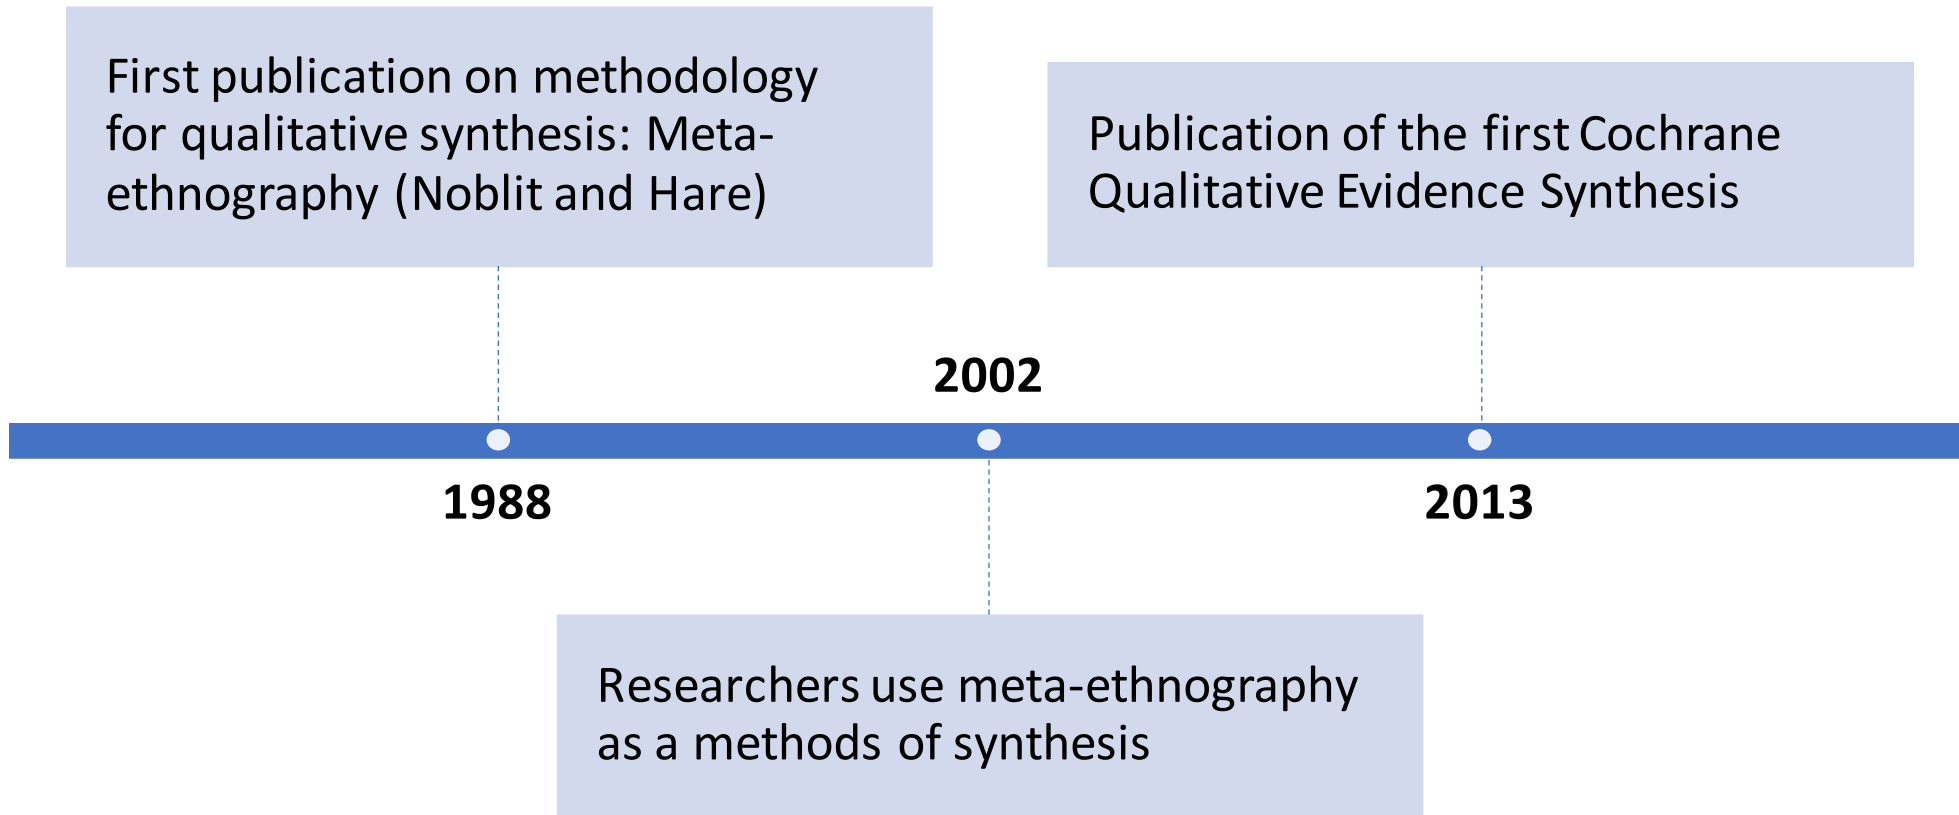 First publication on methodology
for qualitative synthesis: Meta-
ethnography (Noblit and Hare)
Publication of the first Cochrane
Qualitative Evidence Synthesis
2002
1988
2013
Researchers use meta-ethnography
as a methods of synthesis